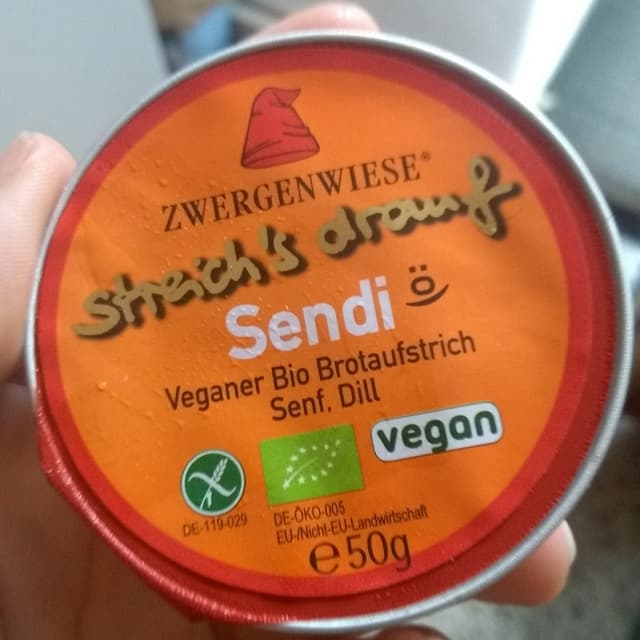 ZWERGENWIESE®
streich's drauf
Sendi ö
Veganer Bio Brotaufstrich
Senf, Dill
vegan
DE-119-029
DE-ÖKO-005
EU-/Nicht-EU-Landwirtschaft
℮50g